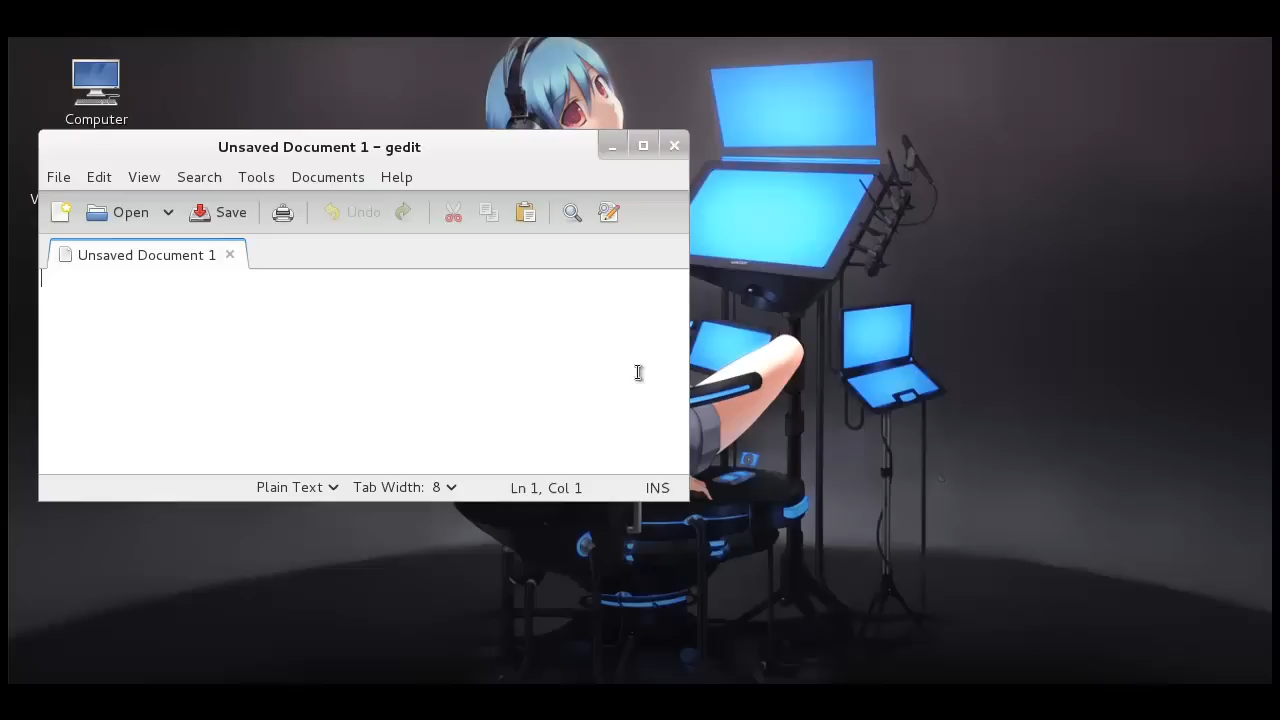 Computer
Unsaved Document 1 - gedit
File Edit View Search Tools Documents Help
Open Save Undo
Unsaved Document 1
Plain Text Tab Width: 8 Ln 1, Col 1 INS